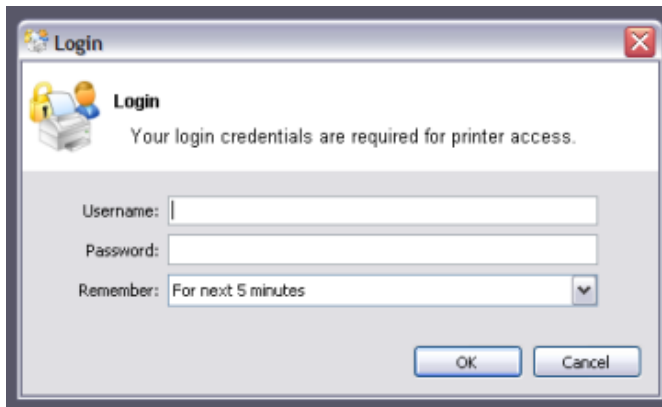 Login
Login
Your login credentials are required for printer access.
Username:
Password:
Remember: For next 5 minutes
OK Cancel